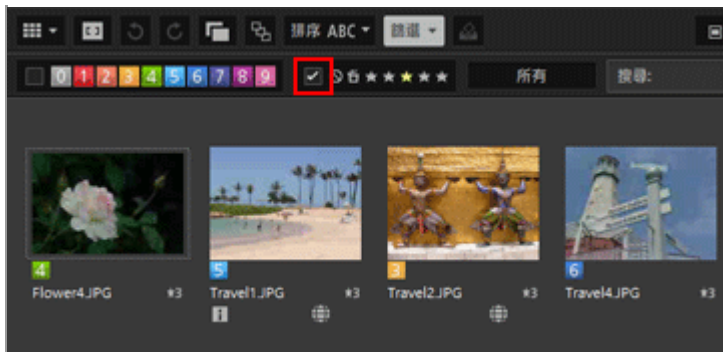 排序 ABC 篩選
0 1 2 3 4 5 6 7 8 9 所有 搜尋:
4 5 3 6
Flower4.JPG ★3 Travel1.JPG ★3 Travel2.JPG ★3 Travel4.JPG ★3